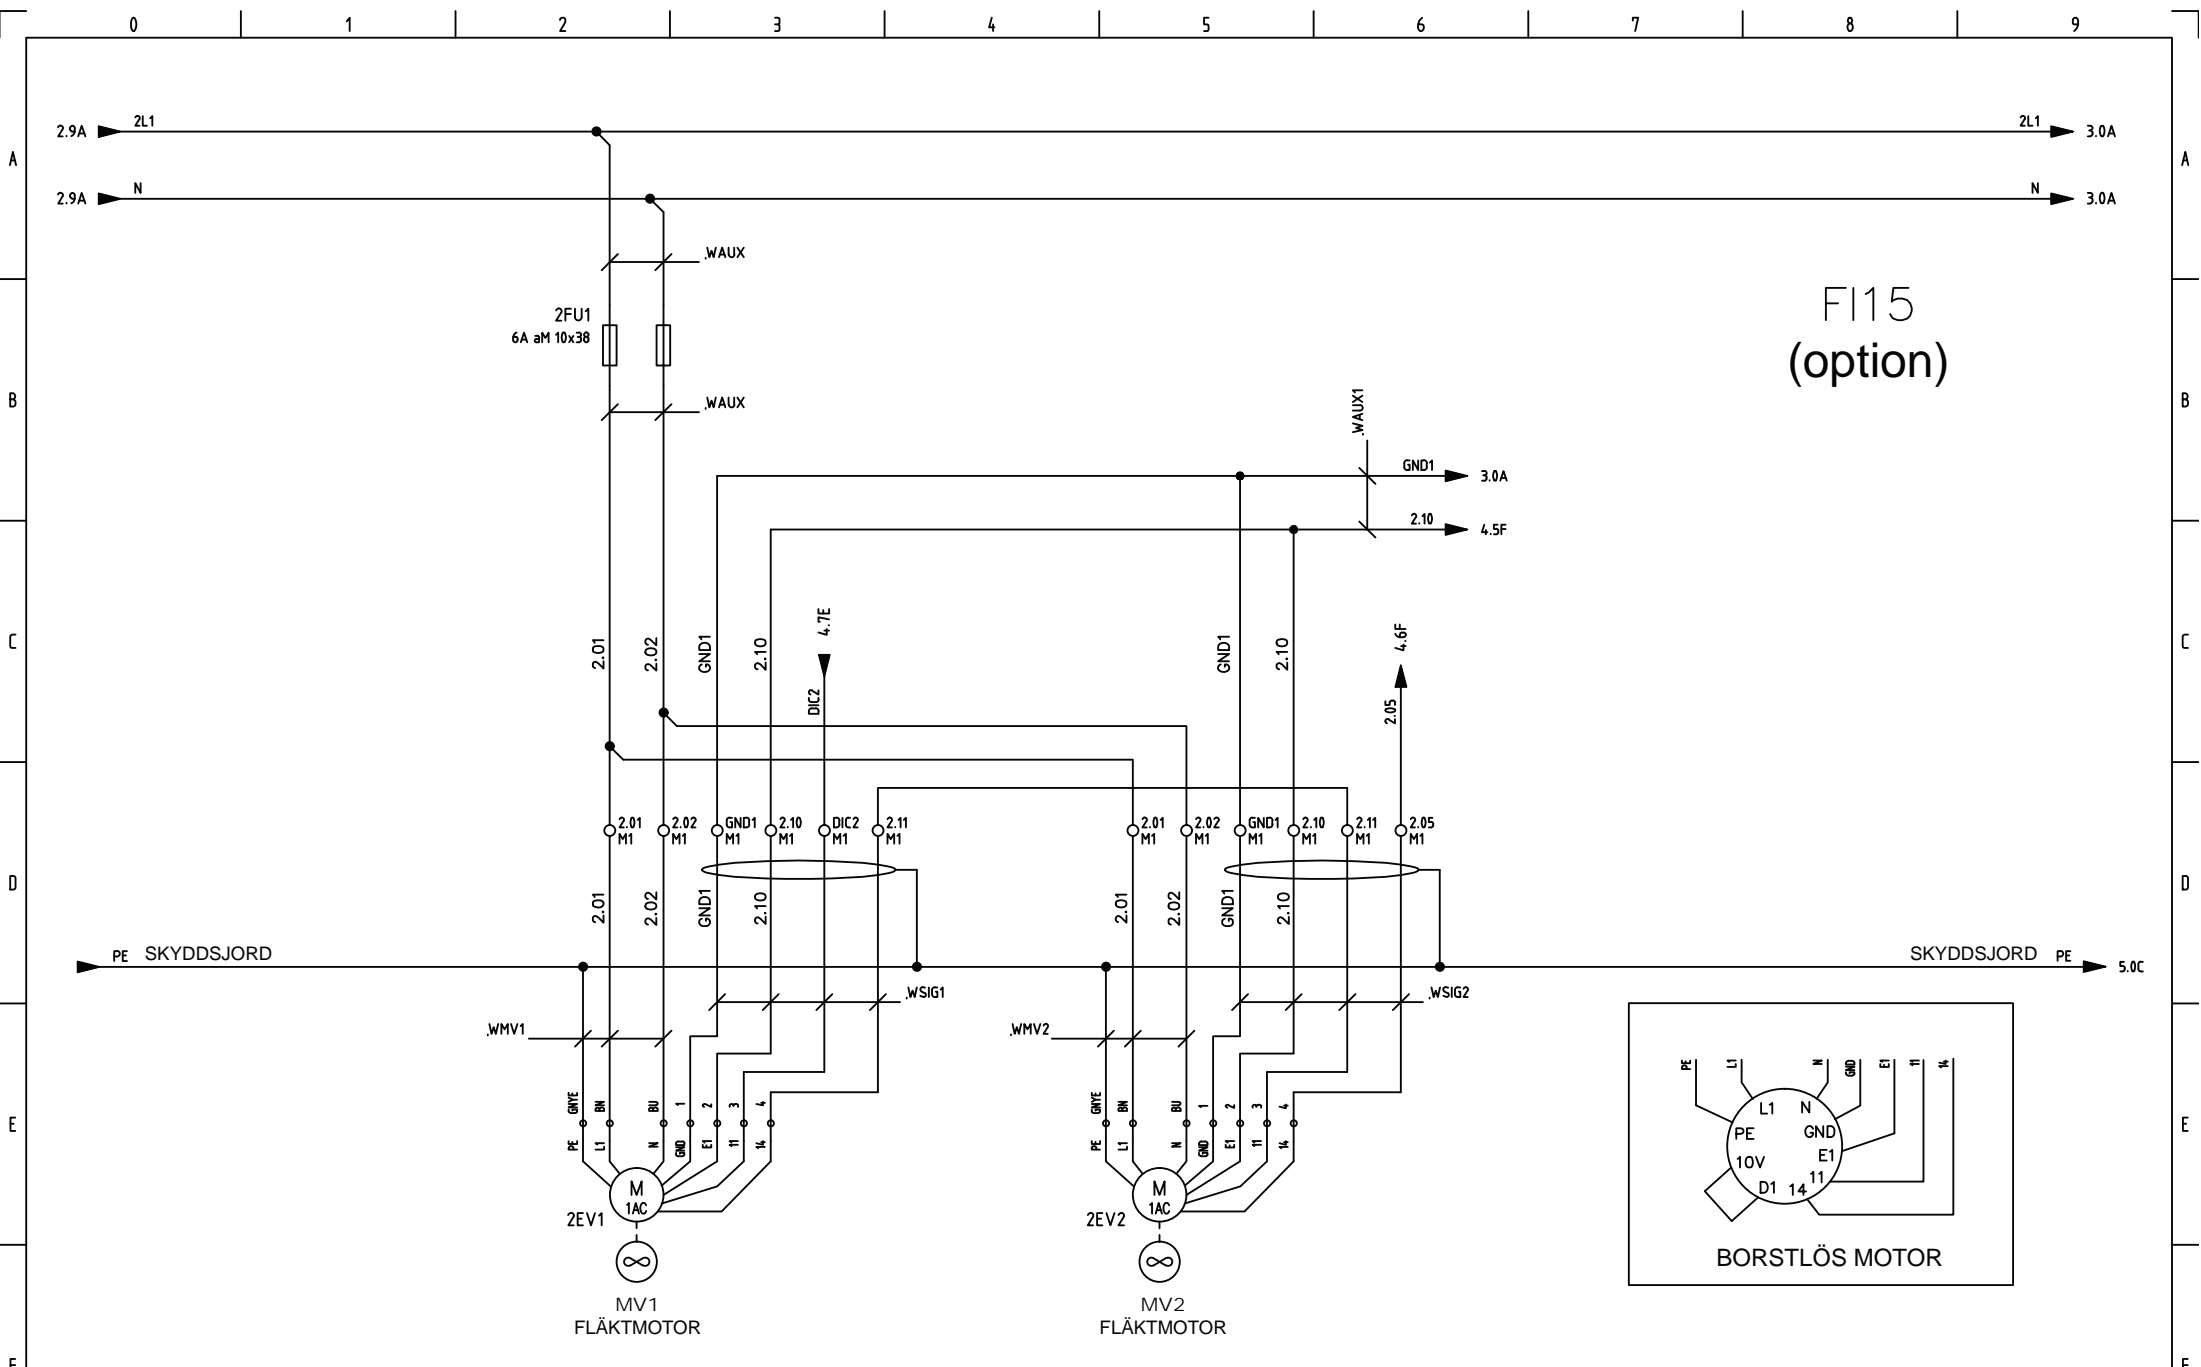 0 1 2 3 4 5 6 7 8 9
2.9A 2L1 2L1 3.0A
A A
2.9A N N 3.0A
.WAUX
FI15
2FU1
6A aM 10x38
(option)
B .WAUX .WAUX1 B
GND1 3.0A
2.10 4.5F
C 2.01 2.02 GND1 2.10 4.7E GND1 2.10 4.6F C
DIC2 2.05
2.01 2.02 GND1 2.10 DIC2 2.11 2.01 2.02 GND1 2.10 2.11 2.05
M1 M1 M1 M1 M1 M1 M1 M1 M1 M1 M1 M1
D 2.01 2.02 GND1 2.10 2.01 2.02 GND1 2.10 D
PE SKYDDSJORD SKYDDSJORD PE 5.0C
.WSIG1 .WSIG2
.WMV1 .WMV2
PE L1 N GND E1 11 14
E GNYE BN BU 1 2 3 4 GNYE BN BU 1 2 3 4 L1 N E
PE L1 N GND E1 11 14 PE L1 N GND E1 11 14 PE GND
10V E1
M M D1 14 11
1AC 1AC
2EV1 2EV2
BORSTLÖS MOTOR
MV1 MV2
FLÄKTMOTOR FLÄKTMOTOR
F F